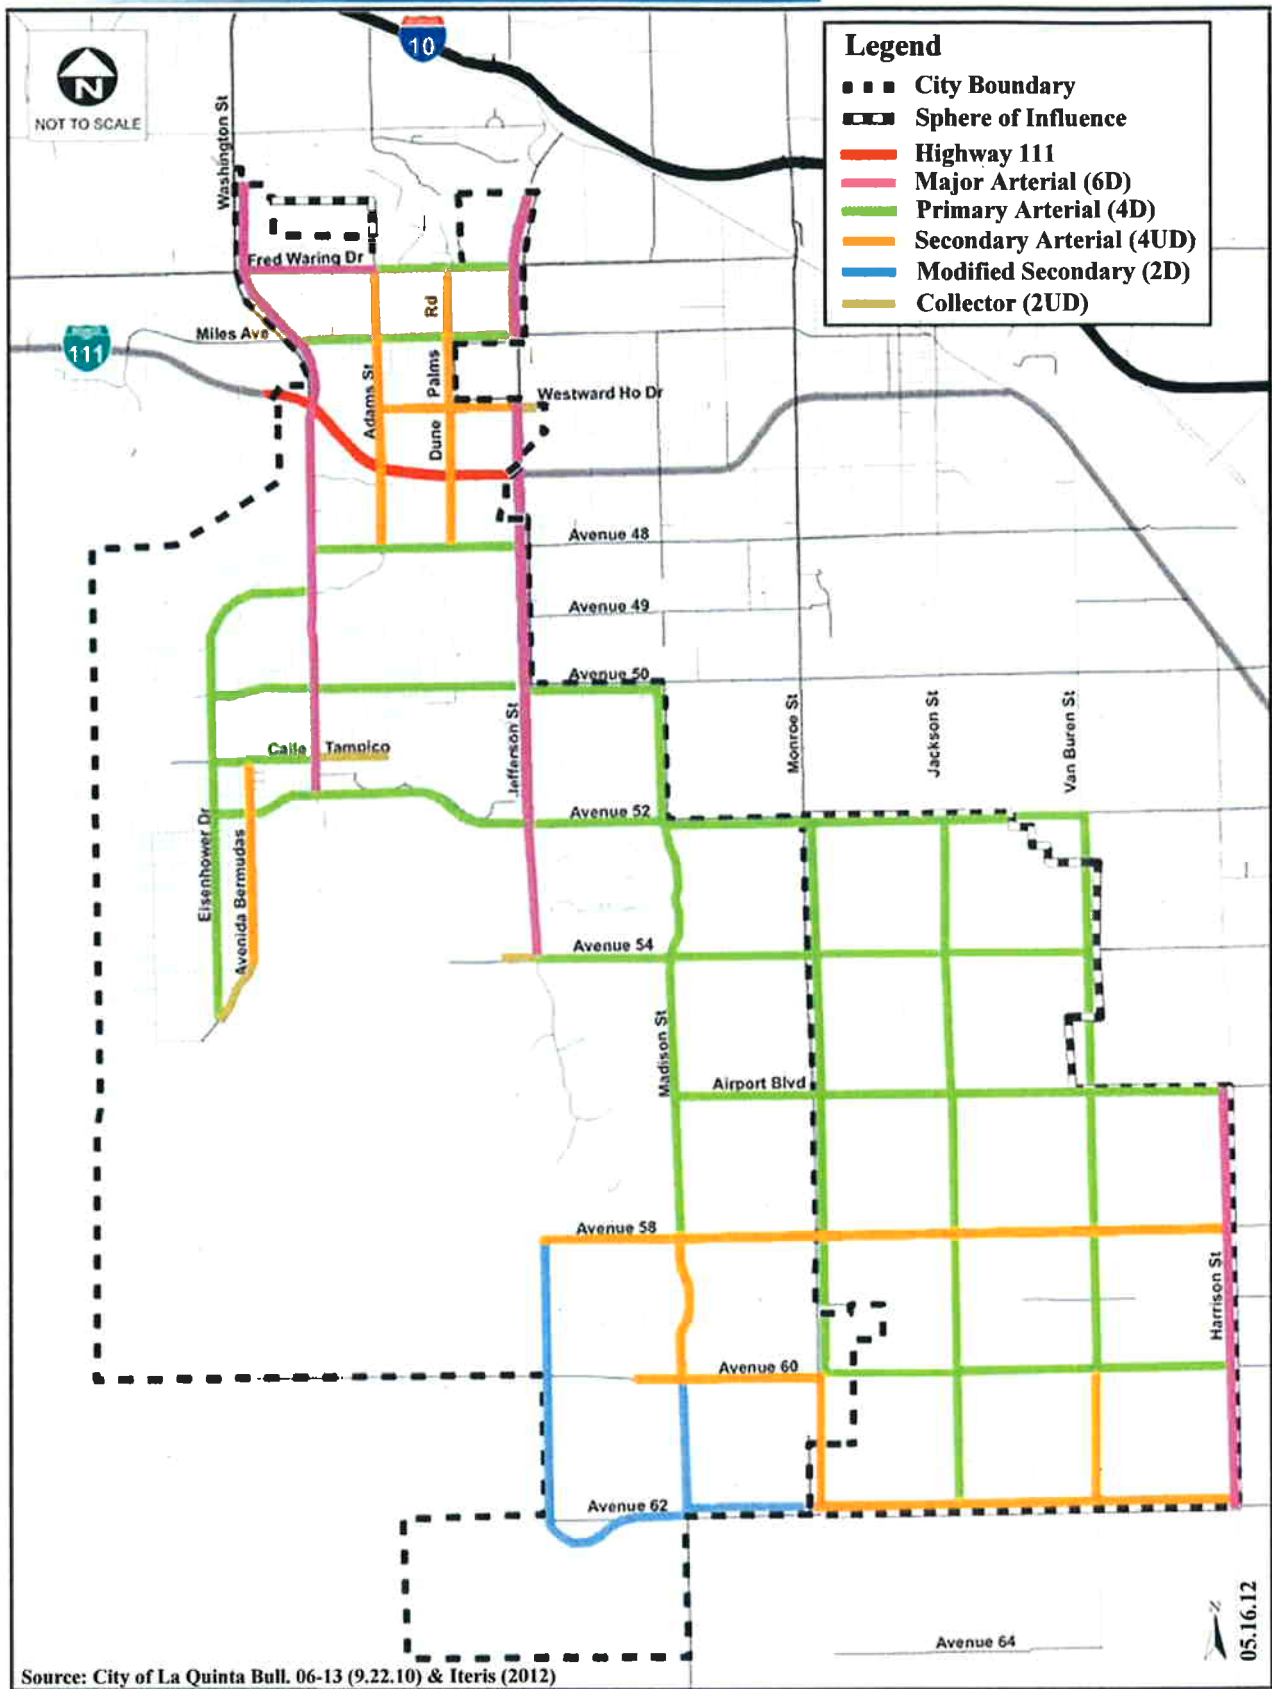 10
N
NOT TO SCALE
Legend
City Boundary
Sphere of Influence
Highway 111
Major Arterial (6D)
Primary Arterial (4D)
Secondary Arterial (4UD)
Modified Secondary (2D)
Collector (2UD)
Washington St
Fred Waring Dr
Miles Ave
111
Adams St
Dune Palms Rd
Westward Ho Dr
Avenue 48
Avenue 49
Avenue 50
Jefferson St
Monroe St
Jackson St
Van Buren St
Calle Tampico
Avenue 52
Eisenhower Dr
Avenida Bermudas
Avenue 54
Madison St
Airport Blvd
Avenue 58
Harrison St
Avenue 60
Avenue 62
Avenue 64
N
05.16.12
Source: City of La Quinta Bull. 06-13 (9.22.10) & Iteris (2012)